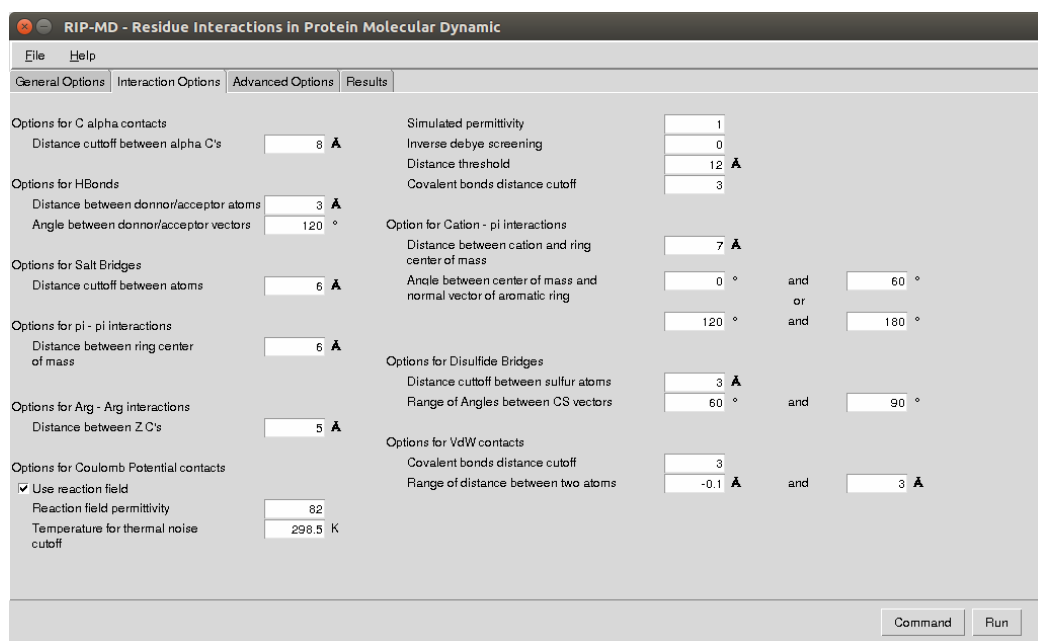 RIP-MD - Residue Interactions in Protein Molecular Dynamic
File Help
General Options Interaction Options Advanced Options Results
Options for C alpha contacts
Distance cuttoff between alpha C's 8 Å
Options for HBonds
Distance between donnor/acceptor atoms 3 Å
Angle between donnor/acceptor vectors 120 °
Options for Salt Bridges
Distance cuttoff between atoms 6 Å
Options for pi - pi interactions
Distance between ring center 6 Å
of mass
Options for Arg - Arg interactions
Distance between Z C's 5 Å
Options for Coulomb Potential contacts
Use reaction field
Reaction field permittivity 82
Temperature for thermal noise 298.5 K
cutoff
Simulated permittivity 1
Inverse debye screening 0
Distance threshold 12 Å
Covalent bonds distance cutoff 3
Option for Cation - pi interactions
Distance between cation and ring 7 Å
center of mass
Angle between center of mass and 0 ° and 60 °
normal vector of aromatic ring
or
120 ° and 180 °
Options for Disulfide Bridges
Distance cuttoff between sulfur atoms 3 Å
Range of Angles between CS vectors 60 ° and 90 °
Options for VdW contacts
Covalent bonds distance cutoff 3
Range of distance between two atoms -0.1 Å and 3 Å
Command Run